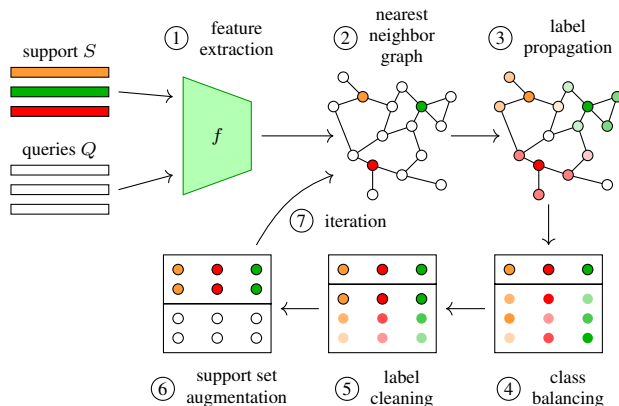 ① feature
extraction
② nearest
neighbor
graph
③ label
propagation
support S
queries Q
f
⑦ iteration
⑥ support set
augmentation
⑤ label
cleaning
④ class
balancing